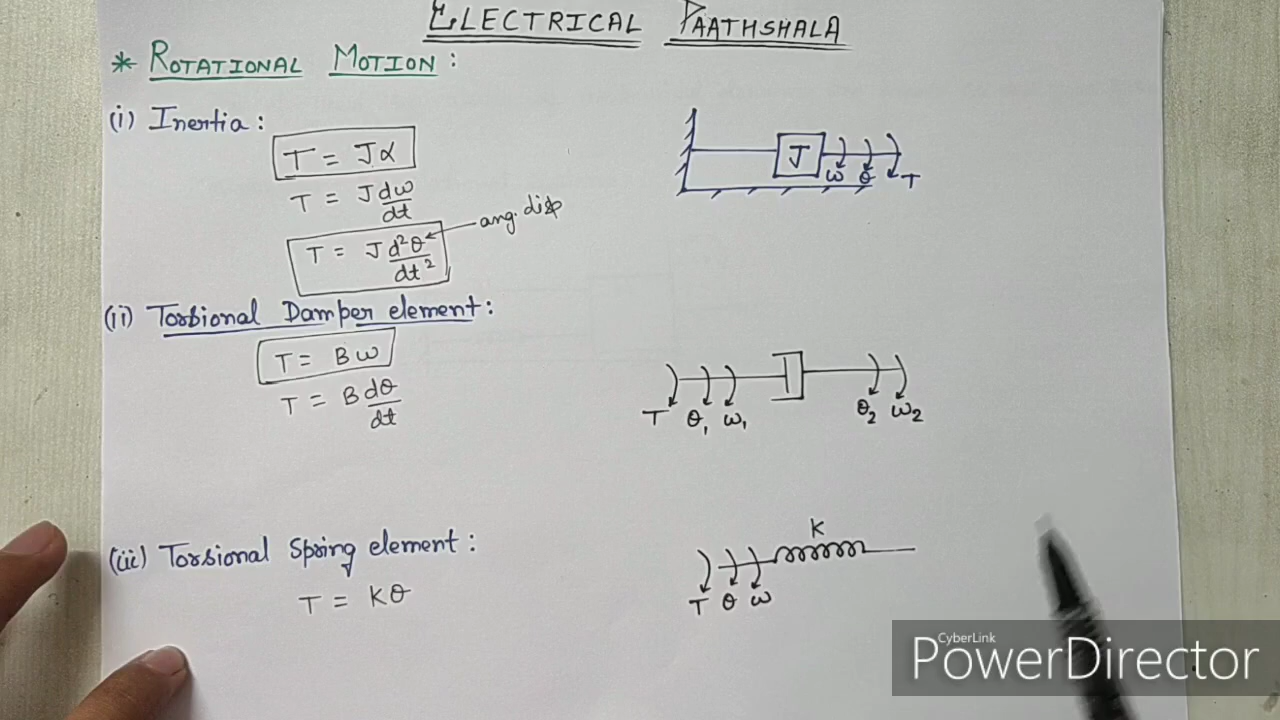 ELECTRICAL PAATHSHALA
* ROTATIONAL MOTION :
(i) Inertia :
T = Jα
T = J dω/dt
T = J d²θ/dt²
ang. disp
J
ω θ T
(ii) Torsional Damper element :
T = Bω
T = B dθ/dt
T θ₁ ω₁
θ₂ ω₂
(iii) Torsional Spring element :
T = Kθ
K
T θ ω
CyberLink
PowerDirector